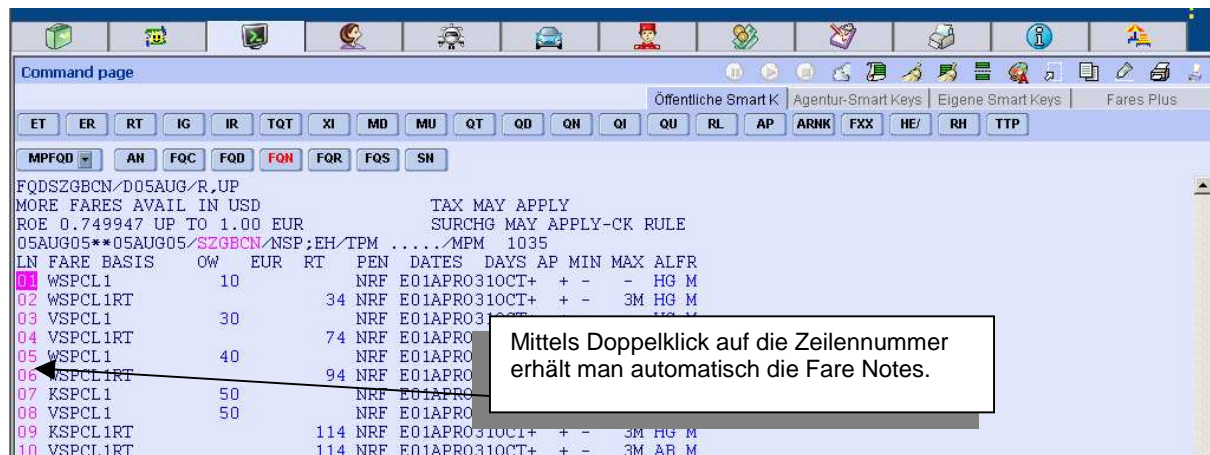 Command page
Öffentliche Smart K Agentur-Smart Keys Eigene Smart Keys Fares Plus
ET ER RT IG IR TQT XI MD MU QT QD QN QI QU RL AP ARNK FXX HE/ RH TTP
MPFQD AN FQC FQD FQN FQR FQS SN
FQDSZGBCN/D05AUG/R,UP
MORE FARES AVAIL IN USD TAX MAY APPLY
ROE 0.749947 UP TO 1.00 EUR SURCHG MAY APPLY-CK RULE
05AUG05**05AUG05/SZGBCN/NSP;EH/TPM ...../MPM 1035
LN FARE BASIS OW EUR RT PEN DATES DAYS AP MIN MAX ALFR
01 WSPCL1 10 NRF E01APRO31OCT+ + - - HG M
02 WSPCL1RT 34 NRF E01APRO31OCT+ + - 3M HG M
03 VSPCL1 30 NRF
04 VSPCL1RT 74 NRF E01APRO
05 WSPCL1 40 NRF E01APRO
06 WSPCL1RT 94 NRF E01APRO
07 KSPCL1 50 NRF
08 VSPCL1 50 NRF E01APRO
09 KSPCL1RT 114 NRF E01APRO31OCT+ + - 3M HG M
10 VSPCL1RT 114 NRF E01APRO31OCT+ + - 3M AB M
Mittels Doppelklick auf die Zeilennummer
erhält man automatisch die Fare Notes.